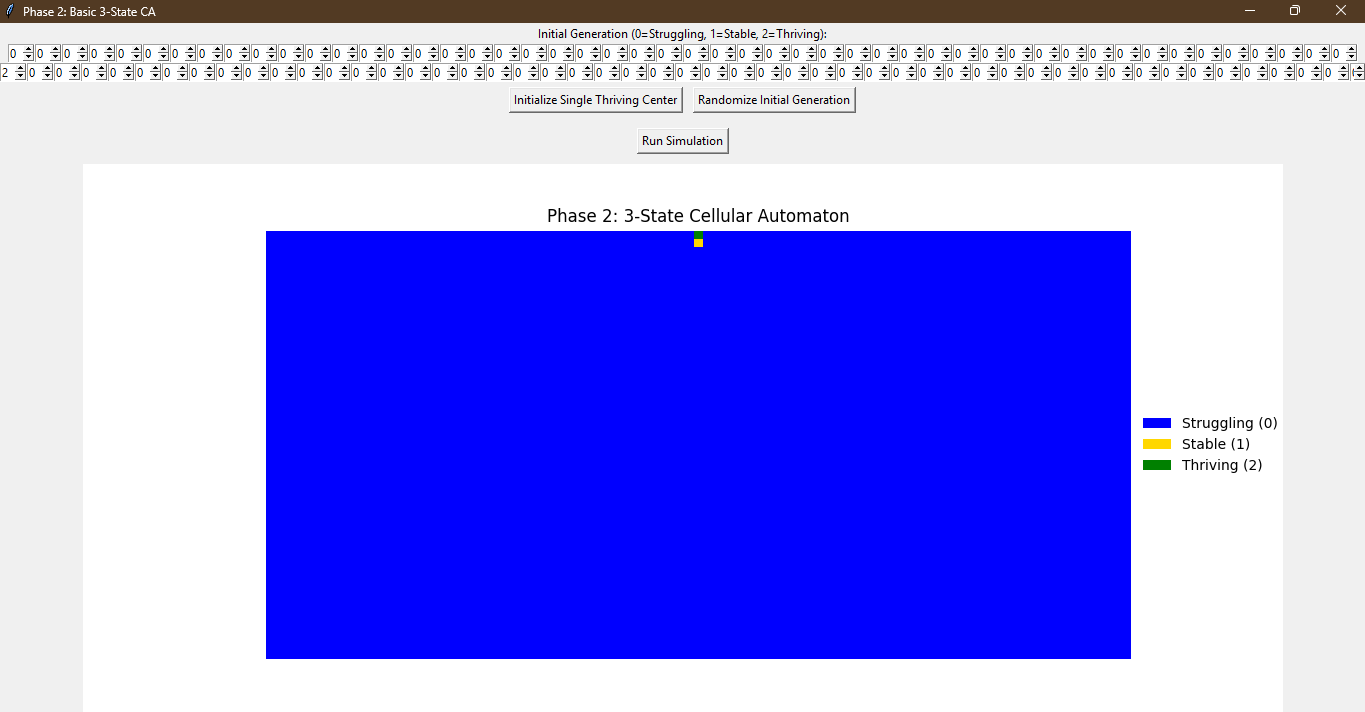 Phase 2: Basic 3-State CA
Initial Generation (0=Struggling, 1=Stable, 2=Thriving):
0 0 0 0 0 0 0 0 0 0 0 0 0 0 0 0 0 0 0 0 0 0 0 0 0 0 0 0 0 0 0 0 0 0 0 0 0 0 0 0 0 0 0 0 0 0 0 0 0 0
2 0 0 0 0 0 0 0 0 0 0 0 0 0 0 0 0 0 0 0 0 0 0 0 0 0 0 0 0 0 0 0 0 0 0 0 0 0 0 0 0 0 0 0 0 0 0 0 0 0
Initialize Single Thriving Center Randomize Initial Generation
Run Simulation
Phase 2: 3-State Cellular Automaton
Struggling (0)
Stable (1)
Thriving (2)